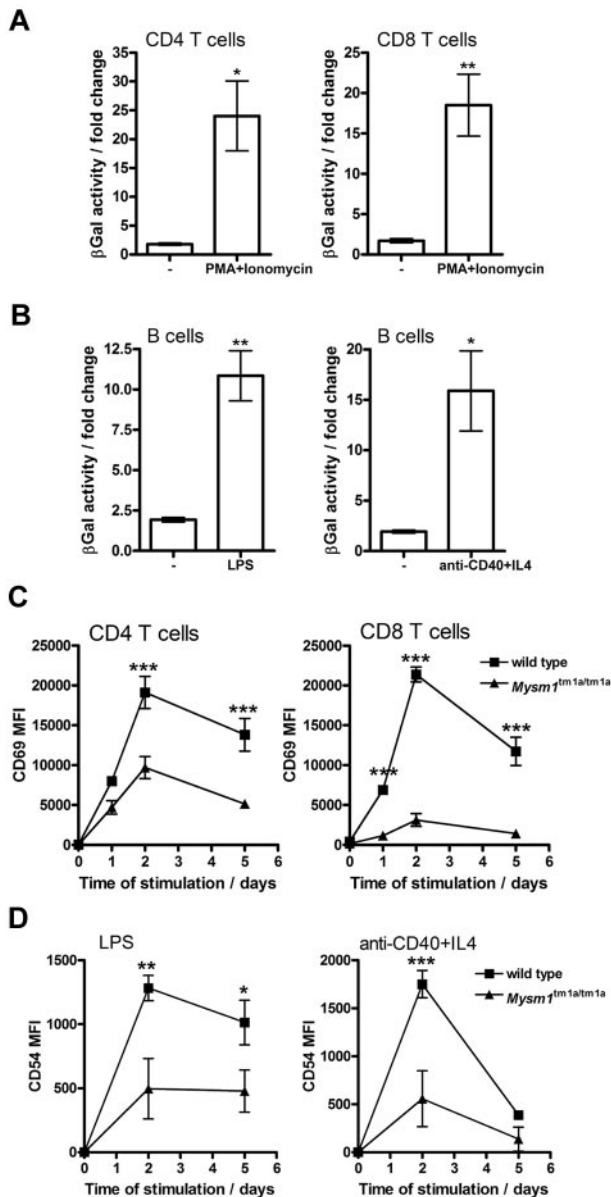 A
CD4 T cells
βGal activity / fold change
35
30
25
20
15
10
5
0
*
-
PMA+Ionomycin
CD8 T cells
βGal activity / fold change
25
20
15
10
5
0
**
-
PMA+Ionomycin
B
B cells
βGal activity / fold change
12.5
10.0
7.5
5.0
2.5
0.0
**
-
LPS
B cells
βGal activity / fold change
20
15
10
5
0
*
-
anti-CD40+IL4
C
CD4 T cells
CD69 MFI
25000
20000
15000
10000
5000
0
***
***
0 1 2 3 4 5 6
Time of stimulation / days
CD8 T cells
CD69 MFI
25000
20000
15000
10000
5000
0
***
***
***
0 1 2 3 4 5 6
Time of stimulation / days
wild type
Mysm1tm1a/tm1a
D
LPS
CD54 MFI
1500
1000
500
0
**
*
0 1 2 3 4 5 6
Time of stimulation / days
anti-CD40+IL4
CD54 MFI
2000
1500
1000
500
0
***
0 1 2 3 4 5 6
Time of stimulation / days
wild type
Mysm1tm1a/tm1a